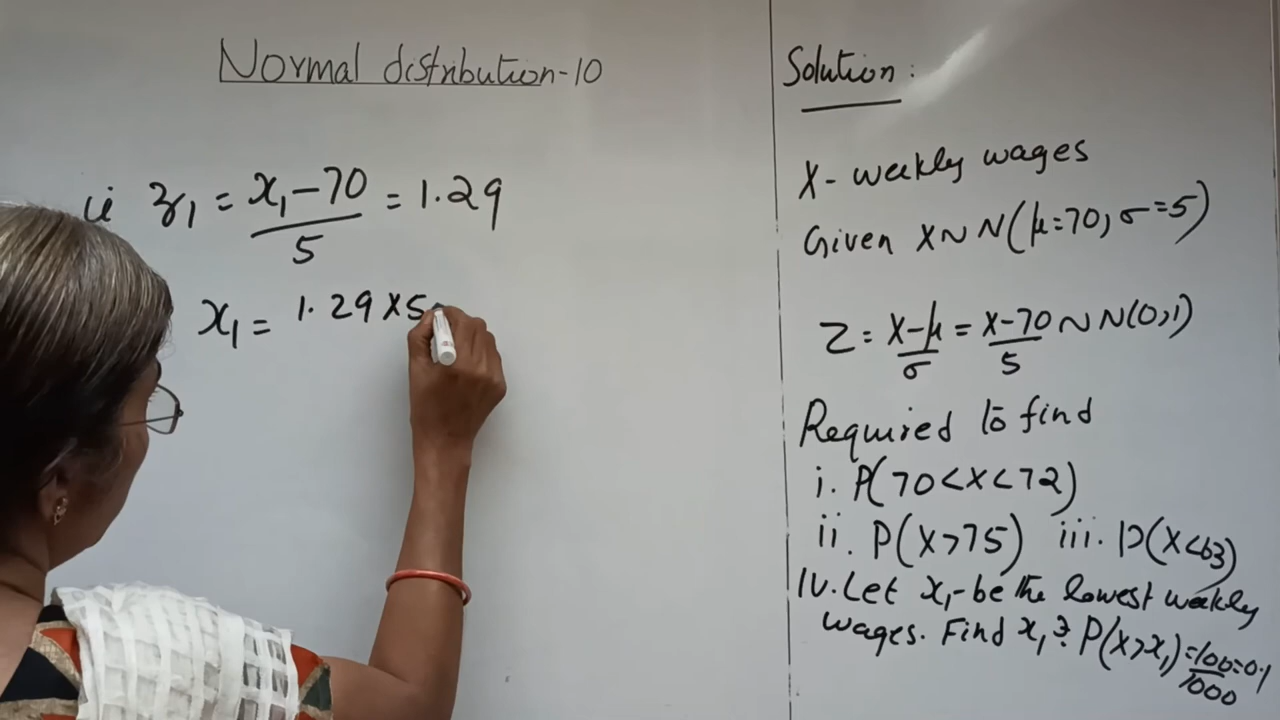 Normal distribution-10
ie z₁ = x₁-70 / 5 = 1.29
x₁ = 1.29 × 5
Solution:
X- weekly wages
Given X ~ N(μ=70, σ=5)
Z = X-μ / σ = X-70 / 5 ~ N(0,1)
Required to find
i. P(70<X<72)
ii. P(X>75) iii. P(X<63)
IV. Let x₁- be the lowest weekly
wages. Find x₁ ∋: P(X>x₁) = 100/1000 = 0.1